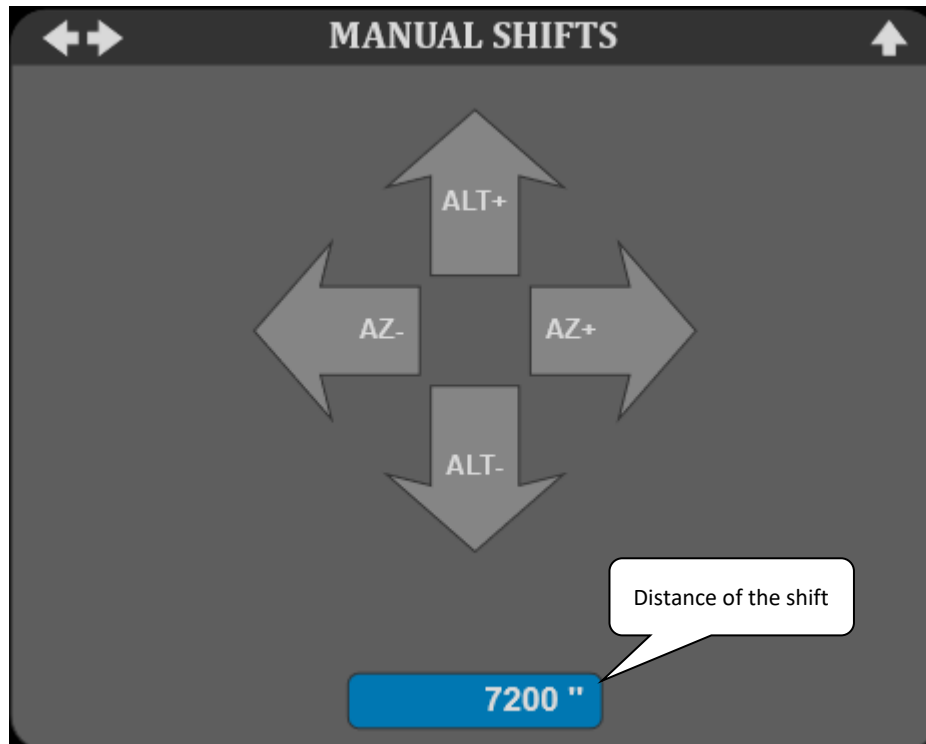 MANUAL SHIFTS
ALT+
AZ-
AZ+
ALT-
Distance of the shift
7200 "